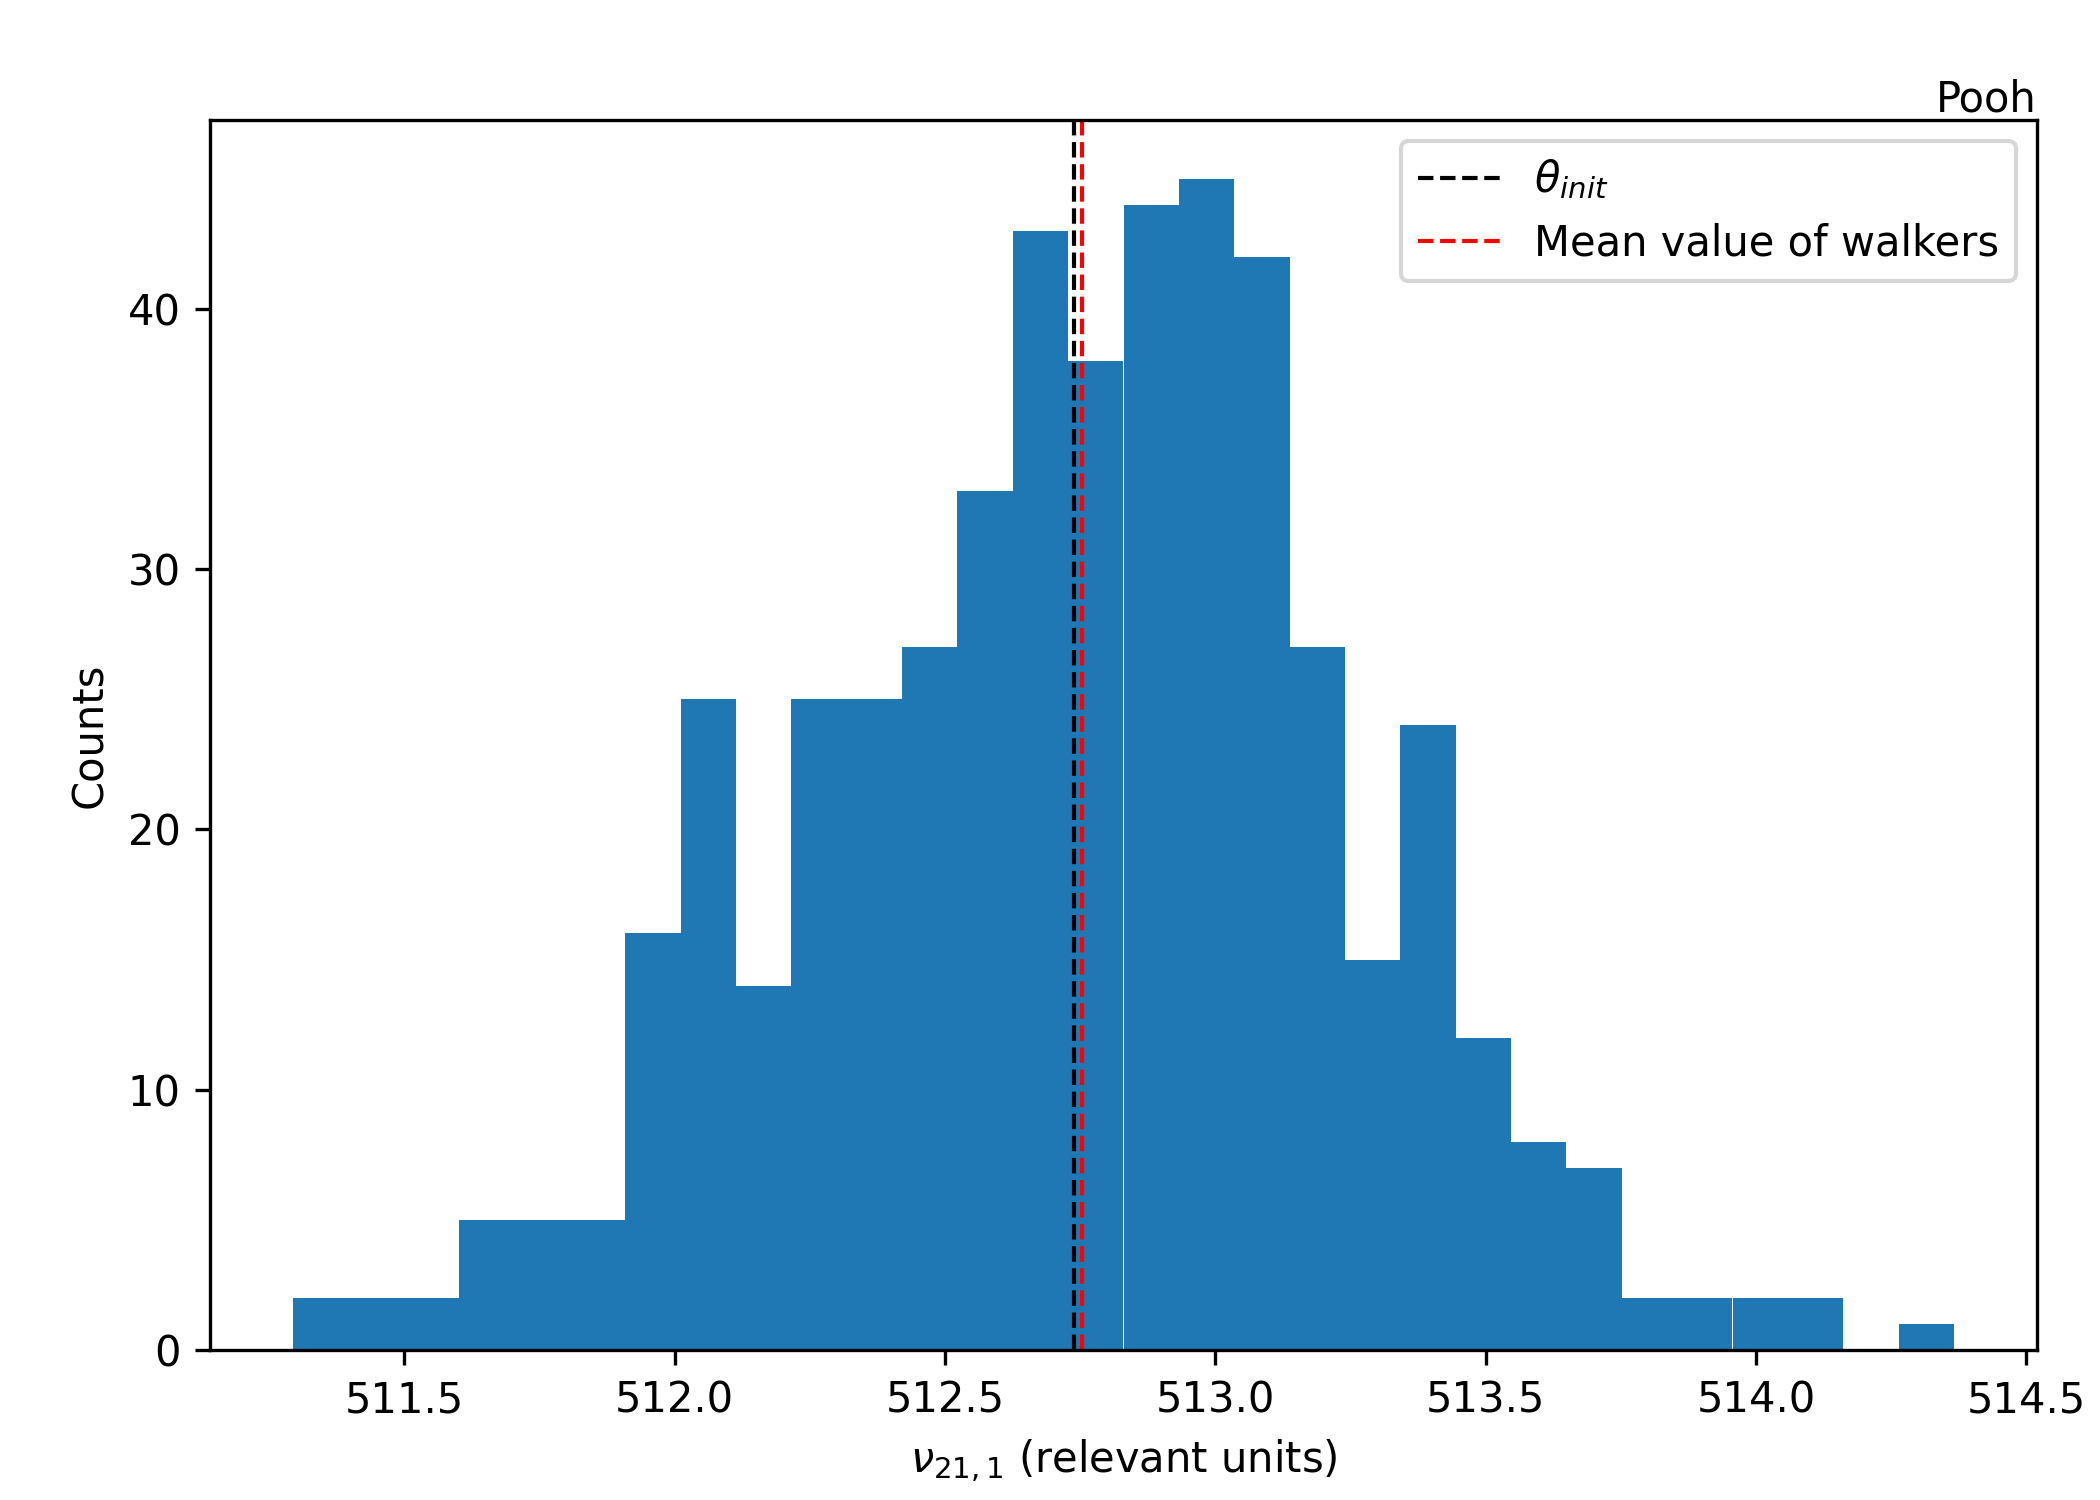 Pooh
θinit
Mean value of walkers
40
30
20
10
0
Counts
511.5 512.0 512.5 513.0 513.5 514.0 514.5
ν21, 1 (relevant units)